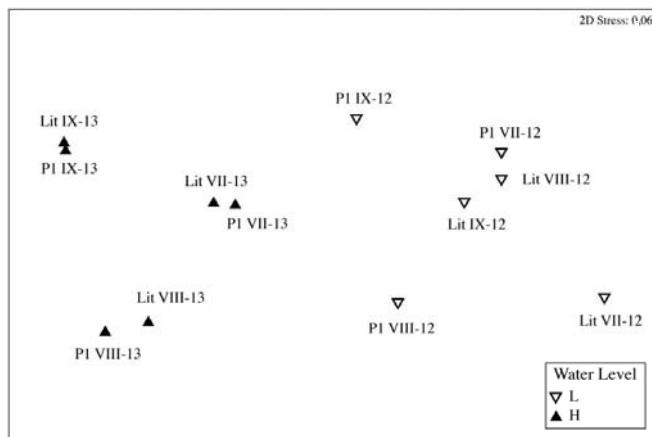 2D Stress: 0,06
P1 IX-12
Lit IX-13
P1 VII-12
P1 IX-13
Lit VII-13
Lit VIII-12
P1 VII-13
Lit IX-12
Lit VIII-13
P1 VIII-12
Lit VII-12
P1 VIII-13
Water Level
L
H